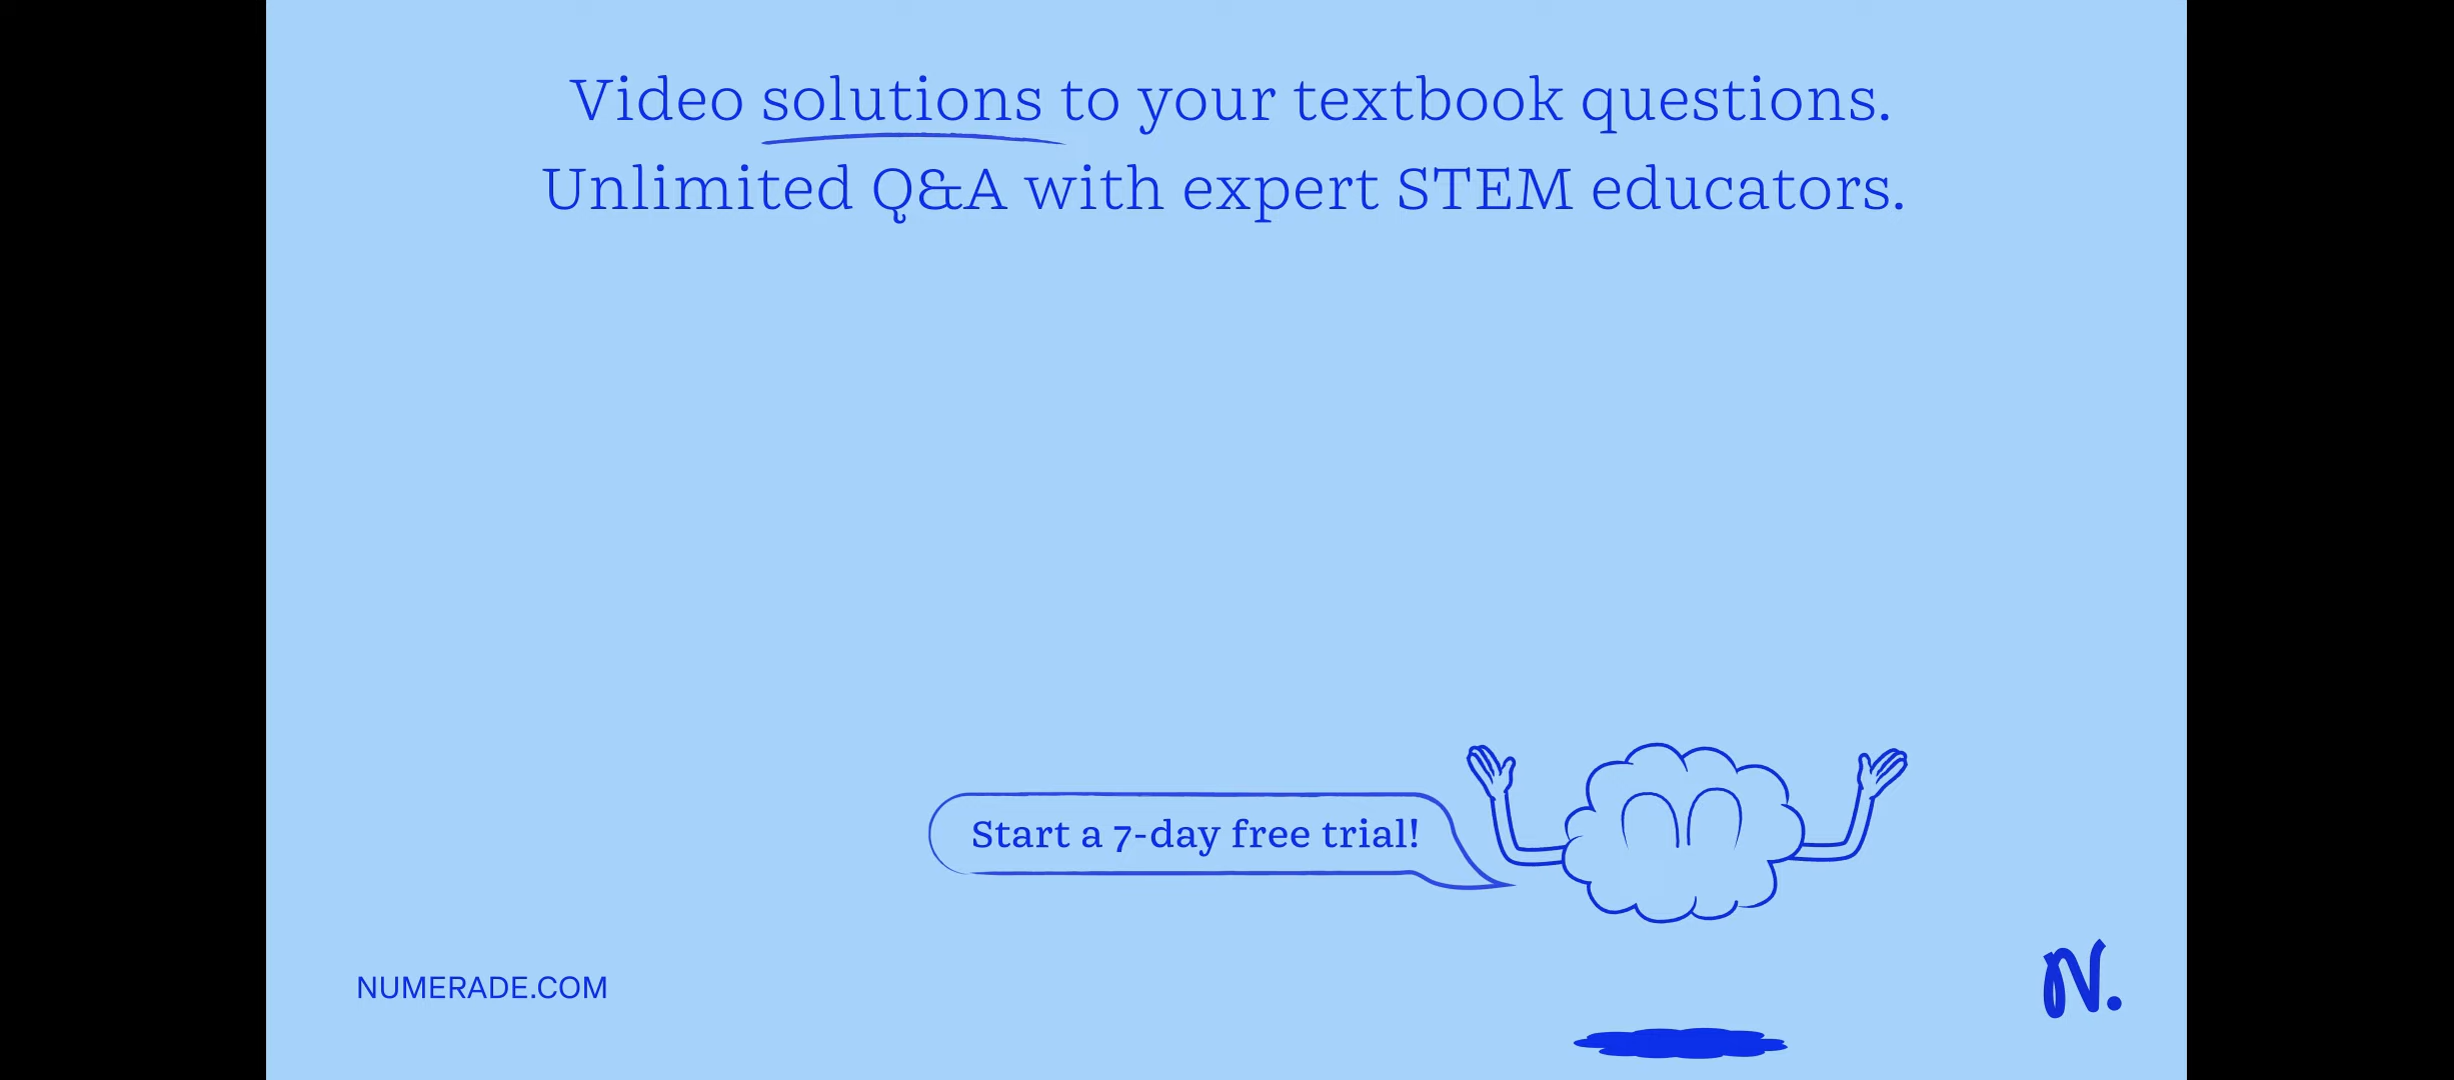 Video solutions to your textbook questions.
Unlimited Q&A with expert STEM educators.
Start a 7-day free trial!
NUMERADE.COM
N.